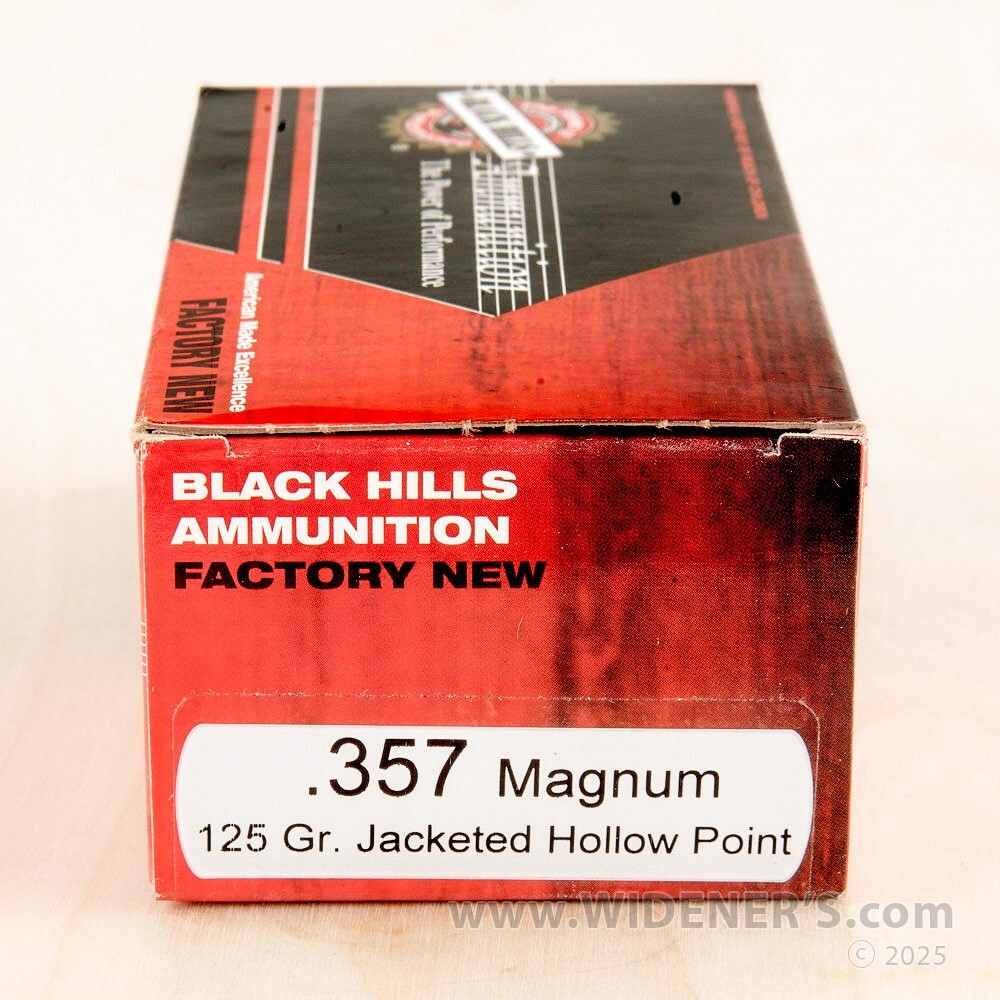 The Power of Performance
American Made Excellence
FACTORY NEW
BLACK HILLS
AMMUNITION
FACTORY NEW
.357 Magnum
125 Gr. Jacketed Hollow Point
www.WIDENER'S.com
© 2025